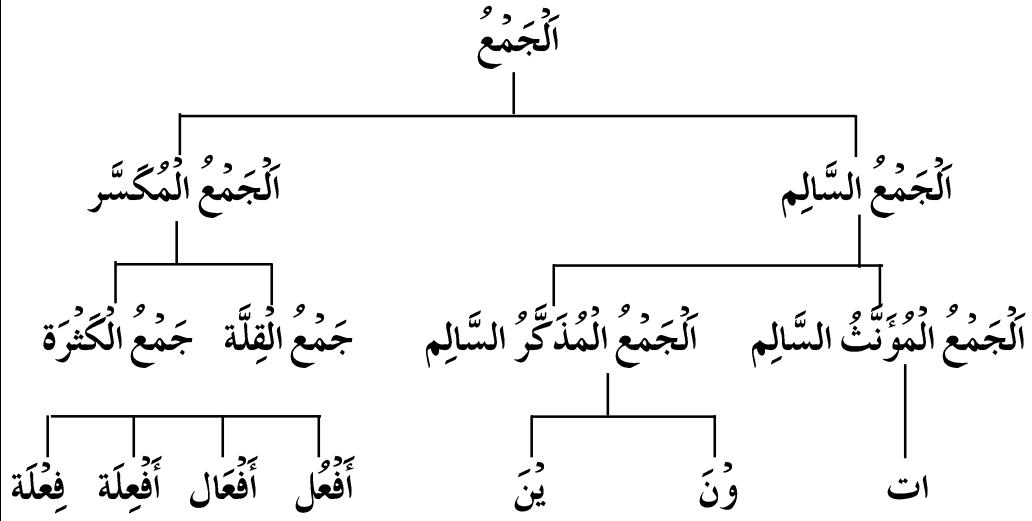 اَلْجَمْعُ
اَلْجَمْعُ السَّالِم اَلْجَمْعُ الْمُكَسَّر
اَلْجَمْعُ الْمُؤَنَّثُ السَّالِم اَلْجَمْعُ الْمُذَكَّرُ السَّالِم جَمْعُ الْقِلَّة جَمْعُ الْكَثْرَة
ات وْنَ يْنَ أَفْعُل أَفْعَال أَفْعِلَة فِعْلَة